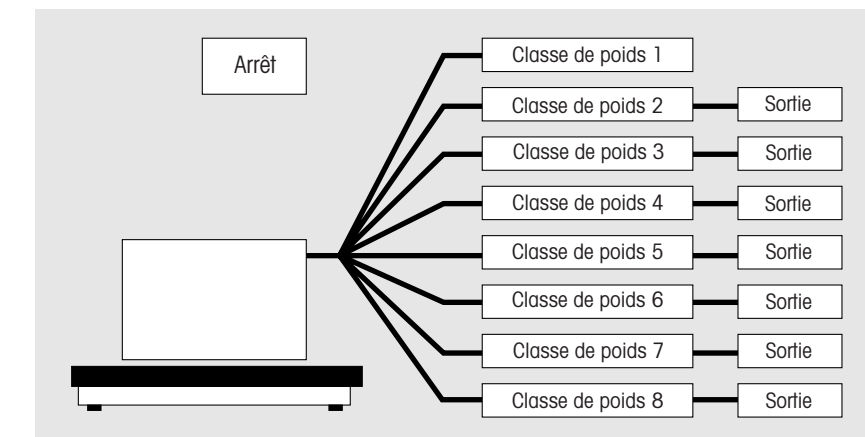 Arrêt
Classe de poids 1
Classe de poids 2 Sortie
Classe de poids 3 Sortie
Classe de poids 4 Sortie
Classe de poids 5 Sortie
Classe de poids 6 Sortie
Classe de poids 7 Sortie
Classe de poids 8 Sortie